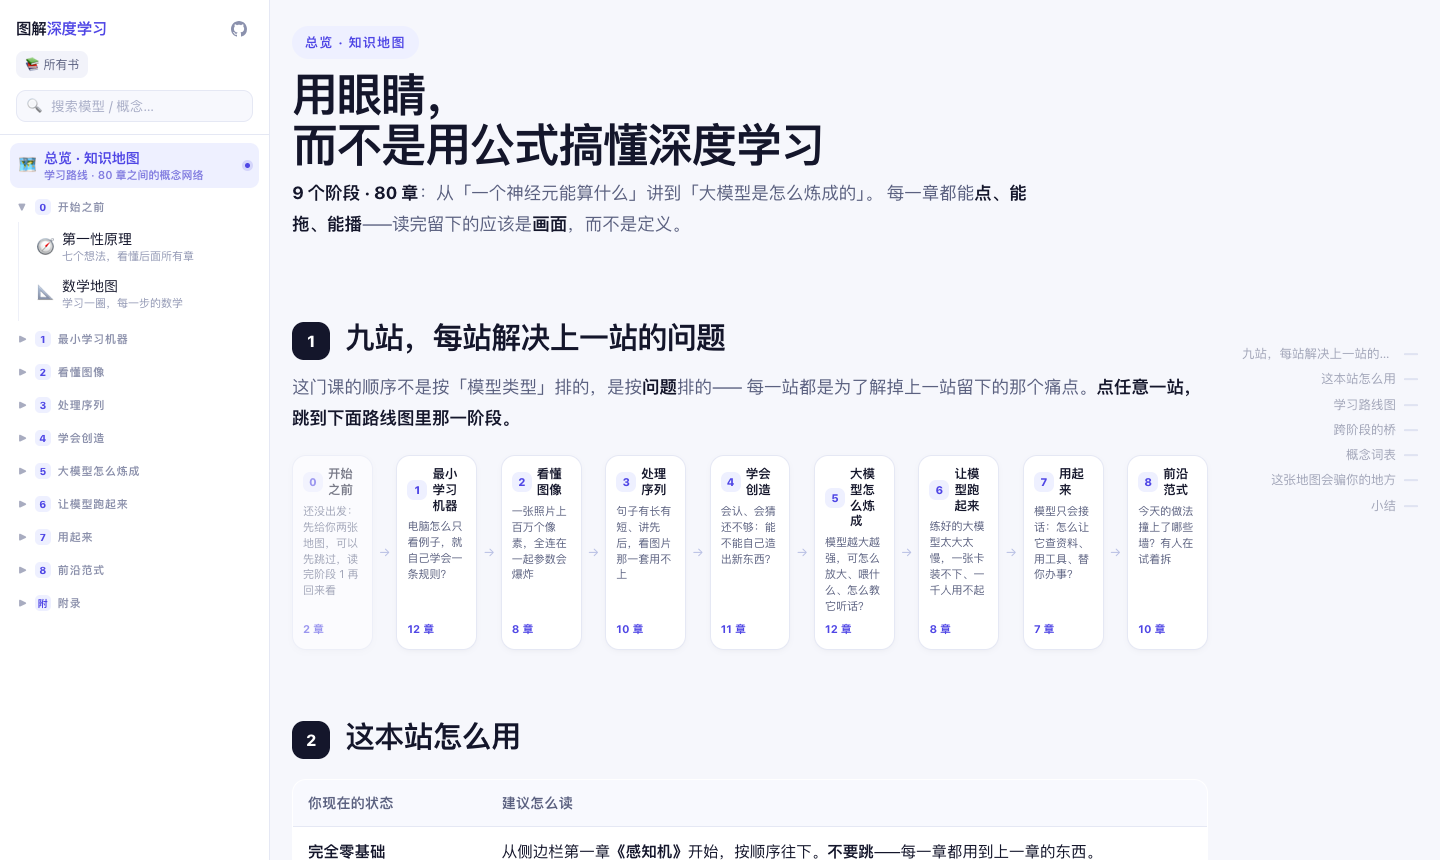 图解深度学习
所有书
搜索模型 / 概念...
总览 · 知识地图
学习路线 · 80 章之间的概念网络
0 开始之前
第一性原理
七个想法，看懂后面所有章
数学地图
学习一圈，每一步的数学
1 最小学习机器
2 看懂图像
3 处理序列
4 学会创造
5 大模型怎么炼成
6 让模型跑起来
7 用起来
8 前沿范式
附 附录
总览 · 知识地图
用眼睛，
而不是用公式搞懂深度学习
9 个阶段 · 80 章：从「一个神经元能算什么」讲到「大模型是怎么炼成的」。 每一章都能点、能
拖、能播——读完留下的应该是画面，而不是定义。
1 九站，每站解决上一站的问题
这门课的顺序不是按「模型类型」排的，是按问题排的—— 每一站都是为了解掉上一站留下的那个痛点。点任意一站，
跳到下面路线图里那一阶段。
0 开始
之前
还没出发：
先给你两张
地图，可以
先跳过，读
完阶段 1 再
回来看
2 章
→
1 最小
学习
机器
电脑怎么只
看例子，就
自己学会一
条规则？
12 章
→
2 看懂
图像
一张照片上
百万个像
素，全连在
一起参数会
爆炸
8 章
→
3 处理
序列
句子有长有
短、讲先
后，看图片
那一套用不
上
10 章
→
4 学会
创造
会认、会猜
还不够：能
不能自己造
出新东西？
11 章
→
5 大模
型怎
么炼
成
模型越大越
强，可怎么
放大、喂什
么、怎么教
它听话？
12 章
→
6 让模
型跑
起来
练好的大模
型太大太
慢，一张卡
装不下、一
千人用不起
8 章
→
7 用起
来
模型只会接
话：怎么让
它查资料、
用工具、替
你办事？
7 章
→
8 前沿
范式
今天的做法
撞上了哪些
墙？有人在
试着拆
10 章
九站，每站解决上一站的...
这本站怎么用
学习路线图
跨阶段的桥
概念词表
这张地图会骗你的地方
小结
2 这本站怎么用
你现在的状态 建议怎么读
完全零基础 从侧边栏第一章《感知机》开始，按顺序往下。不要跳——每一章都用到上一章的东西。